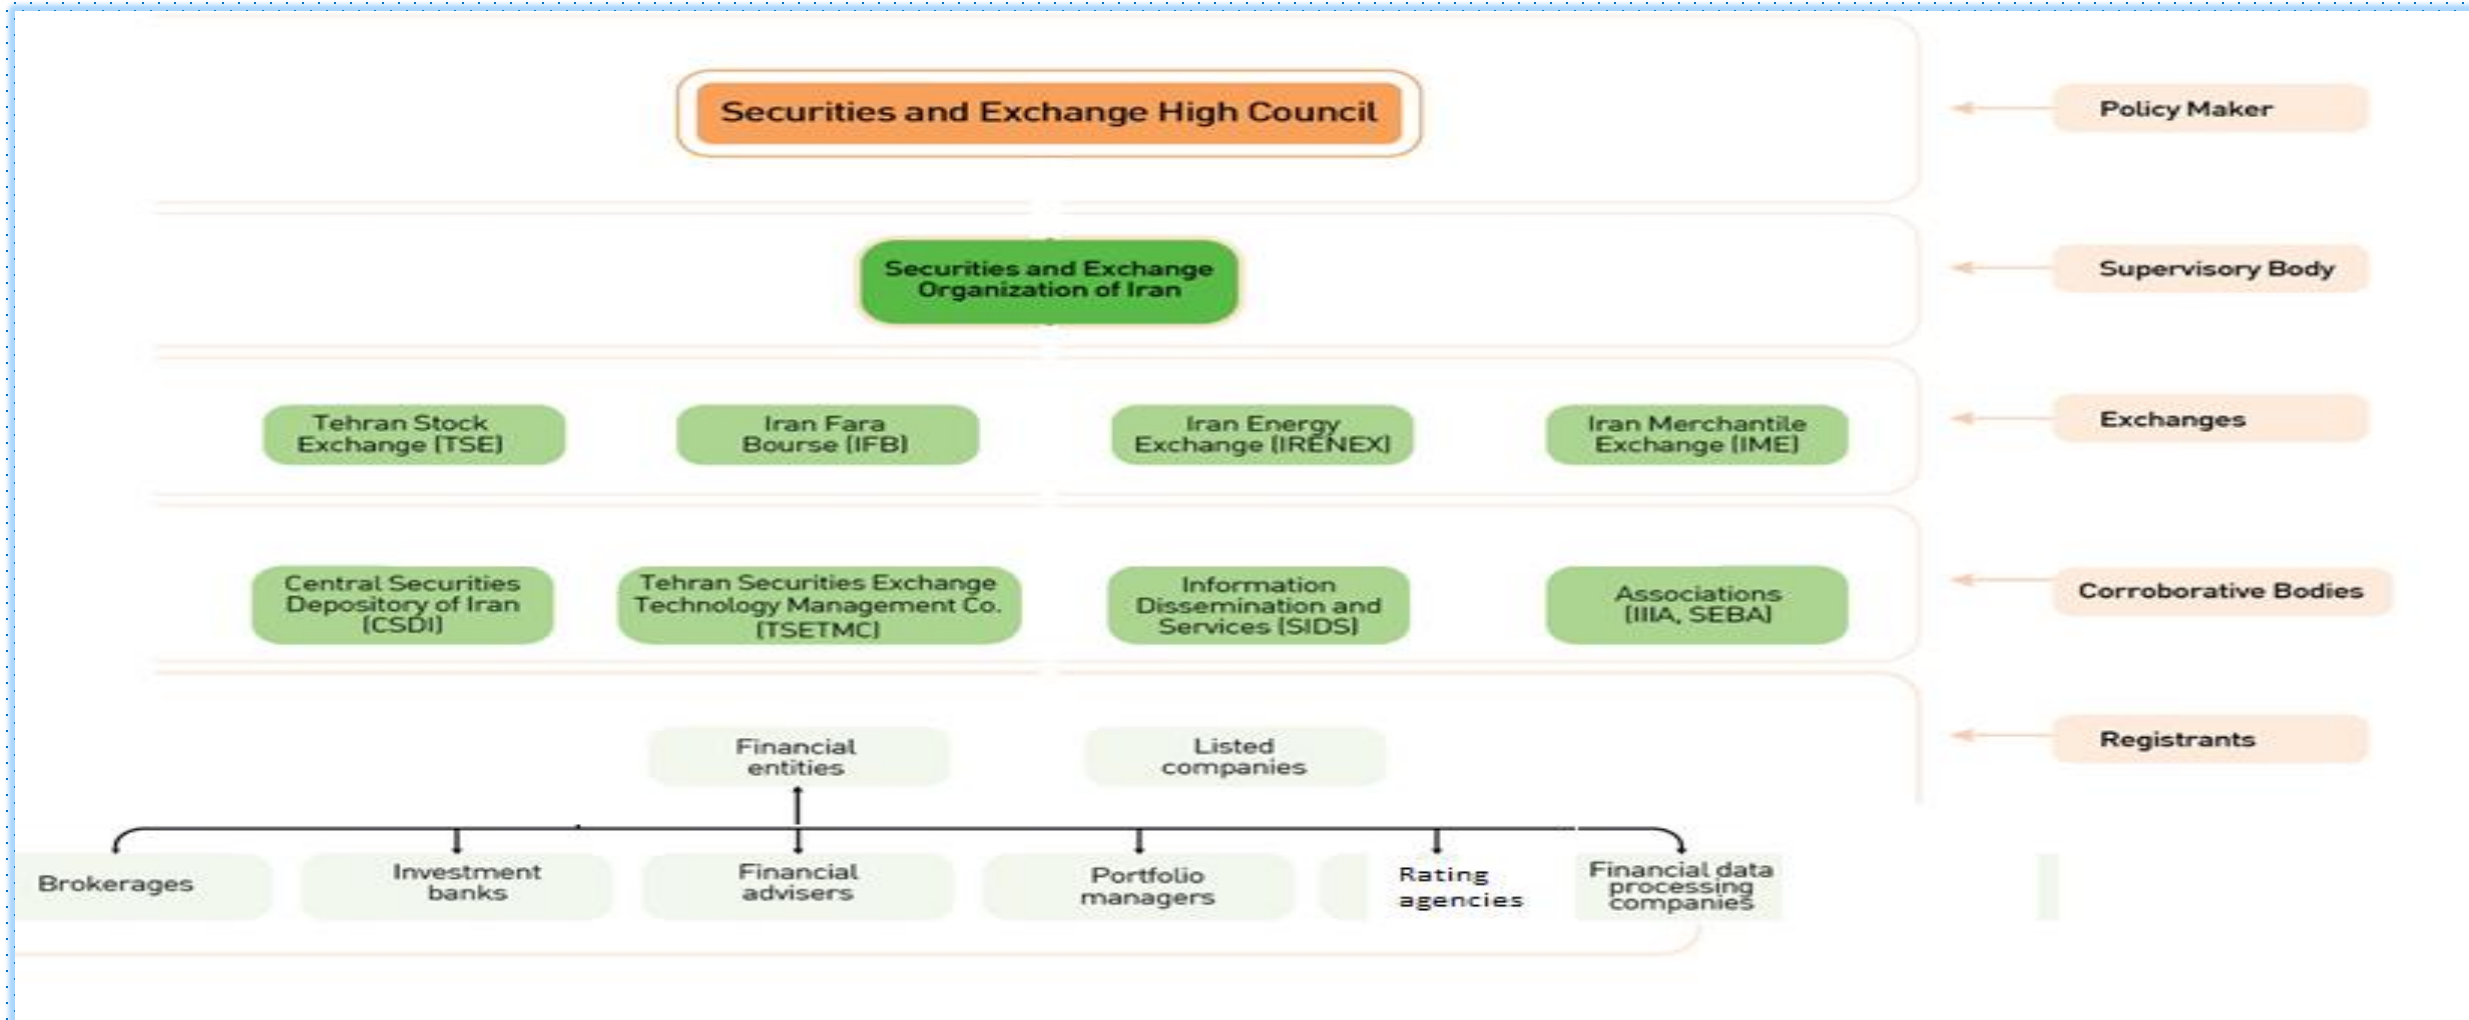 Securities and Exchange High Council
Policy Maker
Securities and Exchange
Organization of Iran
Supervisory Body
Tehran Stock
Exchange (TSE)
Iran Fara
Bourse (IFB)
Iran Energy
Exchange (IRENEX)
Iran Merchantile
Exchange (IME)
Exchanges
Central Securities
Depository of Iran
(CSDI)
Tehran Securities Exchange
Technology Management Co.
(TSETMC)
Information
Dissemination and
Services (SIDS)
Associations
(IIIA, SEBA)
Corroborative Bodies
Financial
entities
Listed
companies
Registrants
Brokerages
Investment
banks
Financial
advisers
Portfolio
managers
Rating
agencies
Financial data
processing
companies